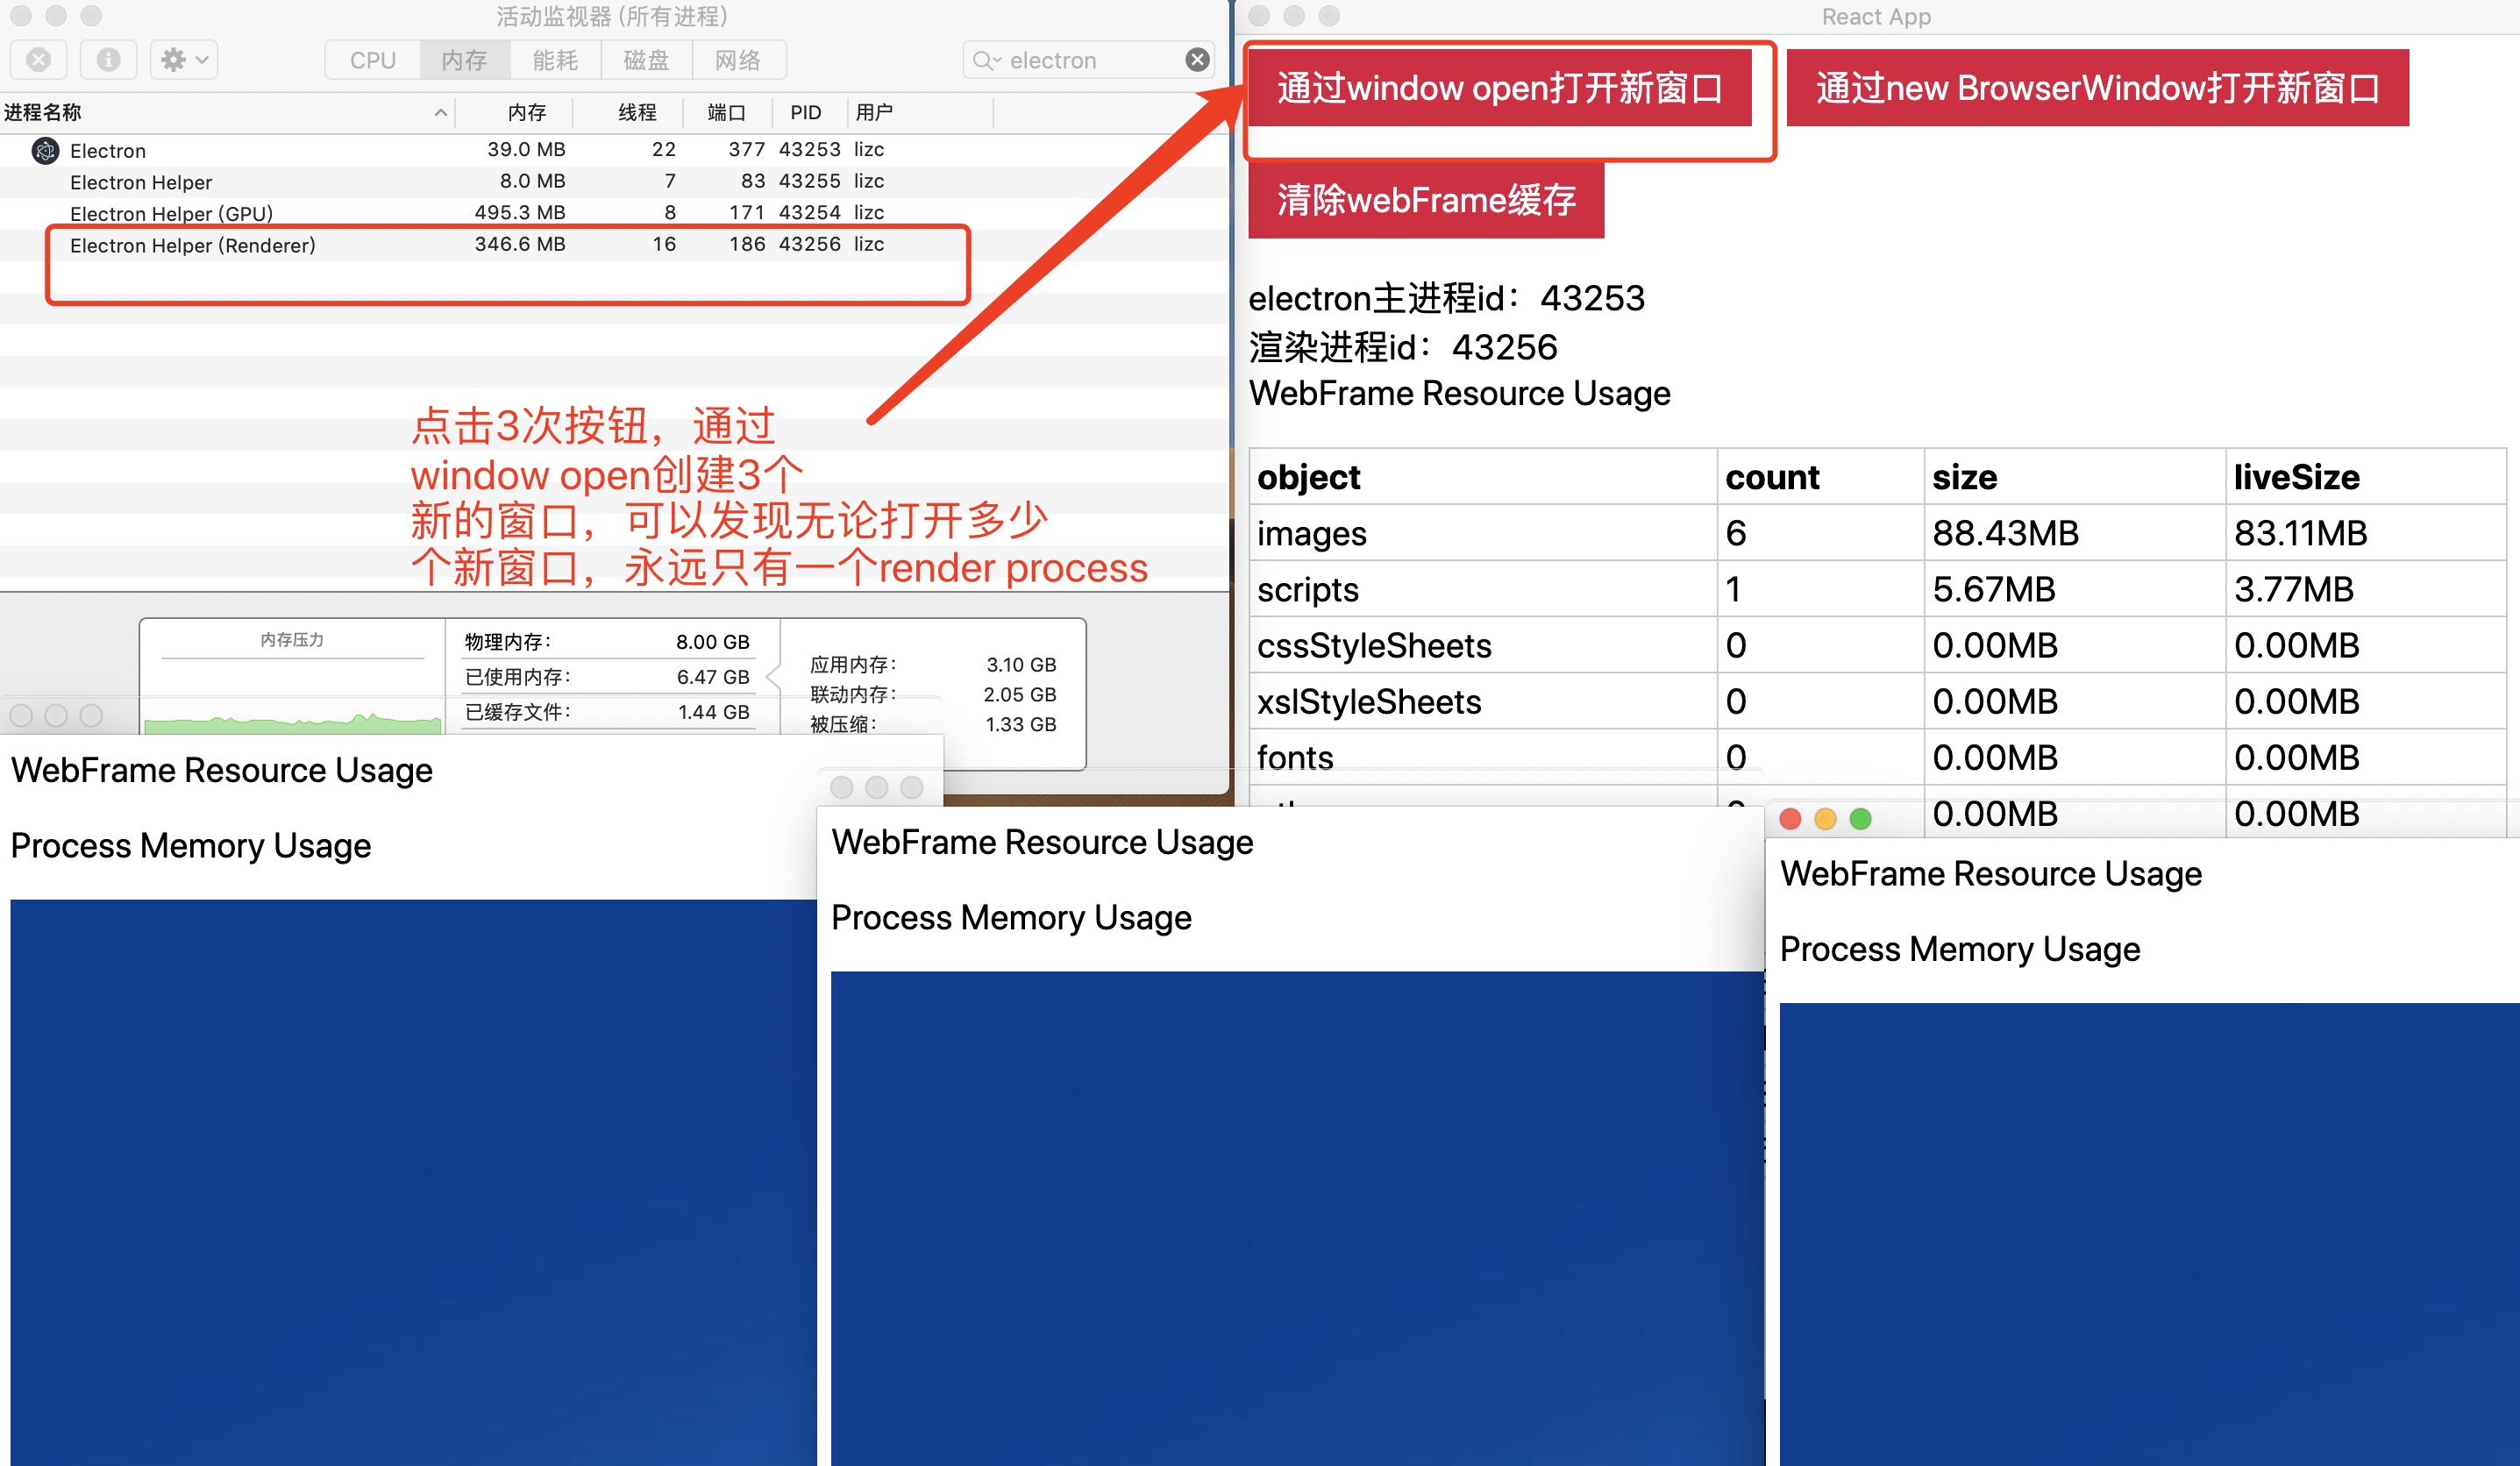 活动监视器 (所有进程)
CPU 内存 能耗 磁盘 网络
electron
进程名称 内存 线程 端口 PID 用户
Electron 39.0 MB 22 377 43253 lizc
Electron Helper 8.0 MB 7 83 43255 lizc
Electron Helper (GPU) 495.3 MB 8 171 43254 lizc
Electron Helper (Renderer) 346.6 MB 16 186 43256 lizc
点击3次按钮，通过
window open创建3个
新的窗口，可以发现无论打开多少
个新窗口，永远只有一个render process
内存压力
物理内存： 8.00 GB
已使用内存： 6.47 GB
已缓存文件： 1.44 GB
应用内存： 3.10 GB
联动内存： 2.05 GB
被压缩： 1.33 GB
React App
通过window open打开新窗口
通过new BrowserWindow打开新窗口
清除webFrame缓存
electron主进程id：43253
渲染进程id：43256
WebFrame Resource Usage
object count size liveSize
images 6 88.43MB 83.11MB
scripts 1 5.67MB 3.77MB
cssStyleSheets 0 0.00MB 0.00MB
xslStyleSheets 0 0.00MB 0.00MB
fonts 0 0.00MB 0.00MB
0.00MB 0.00MB
WebFrame Resource Usage
Process Memory Usage
WebFrame Resource Usage
Process Memory Usage
WebFrame Resource Usage
Process Memory Usage